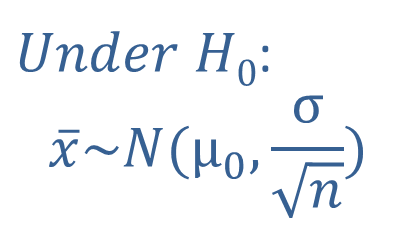 Under H₀:
x̄~N(μ₀, σ/√n)